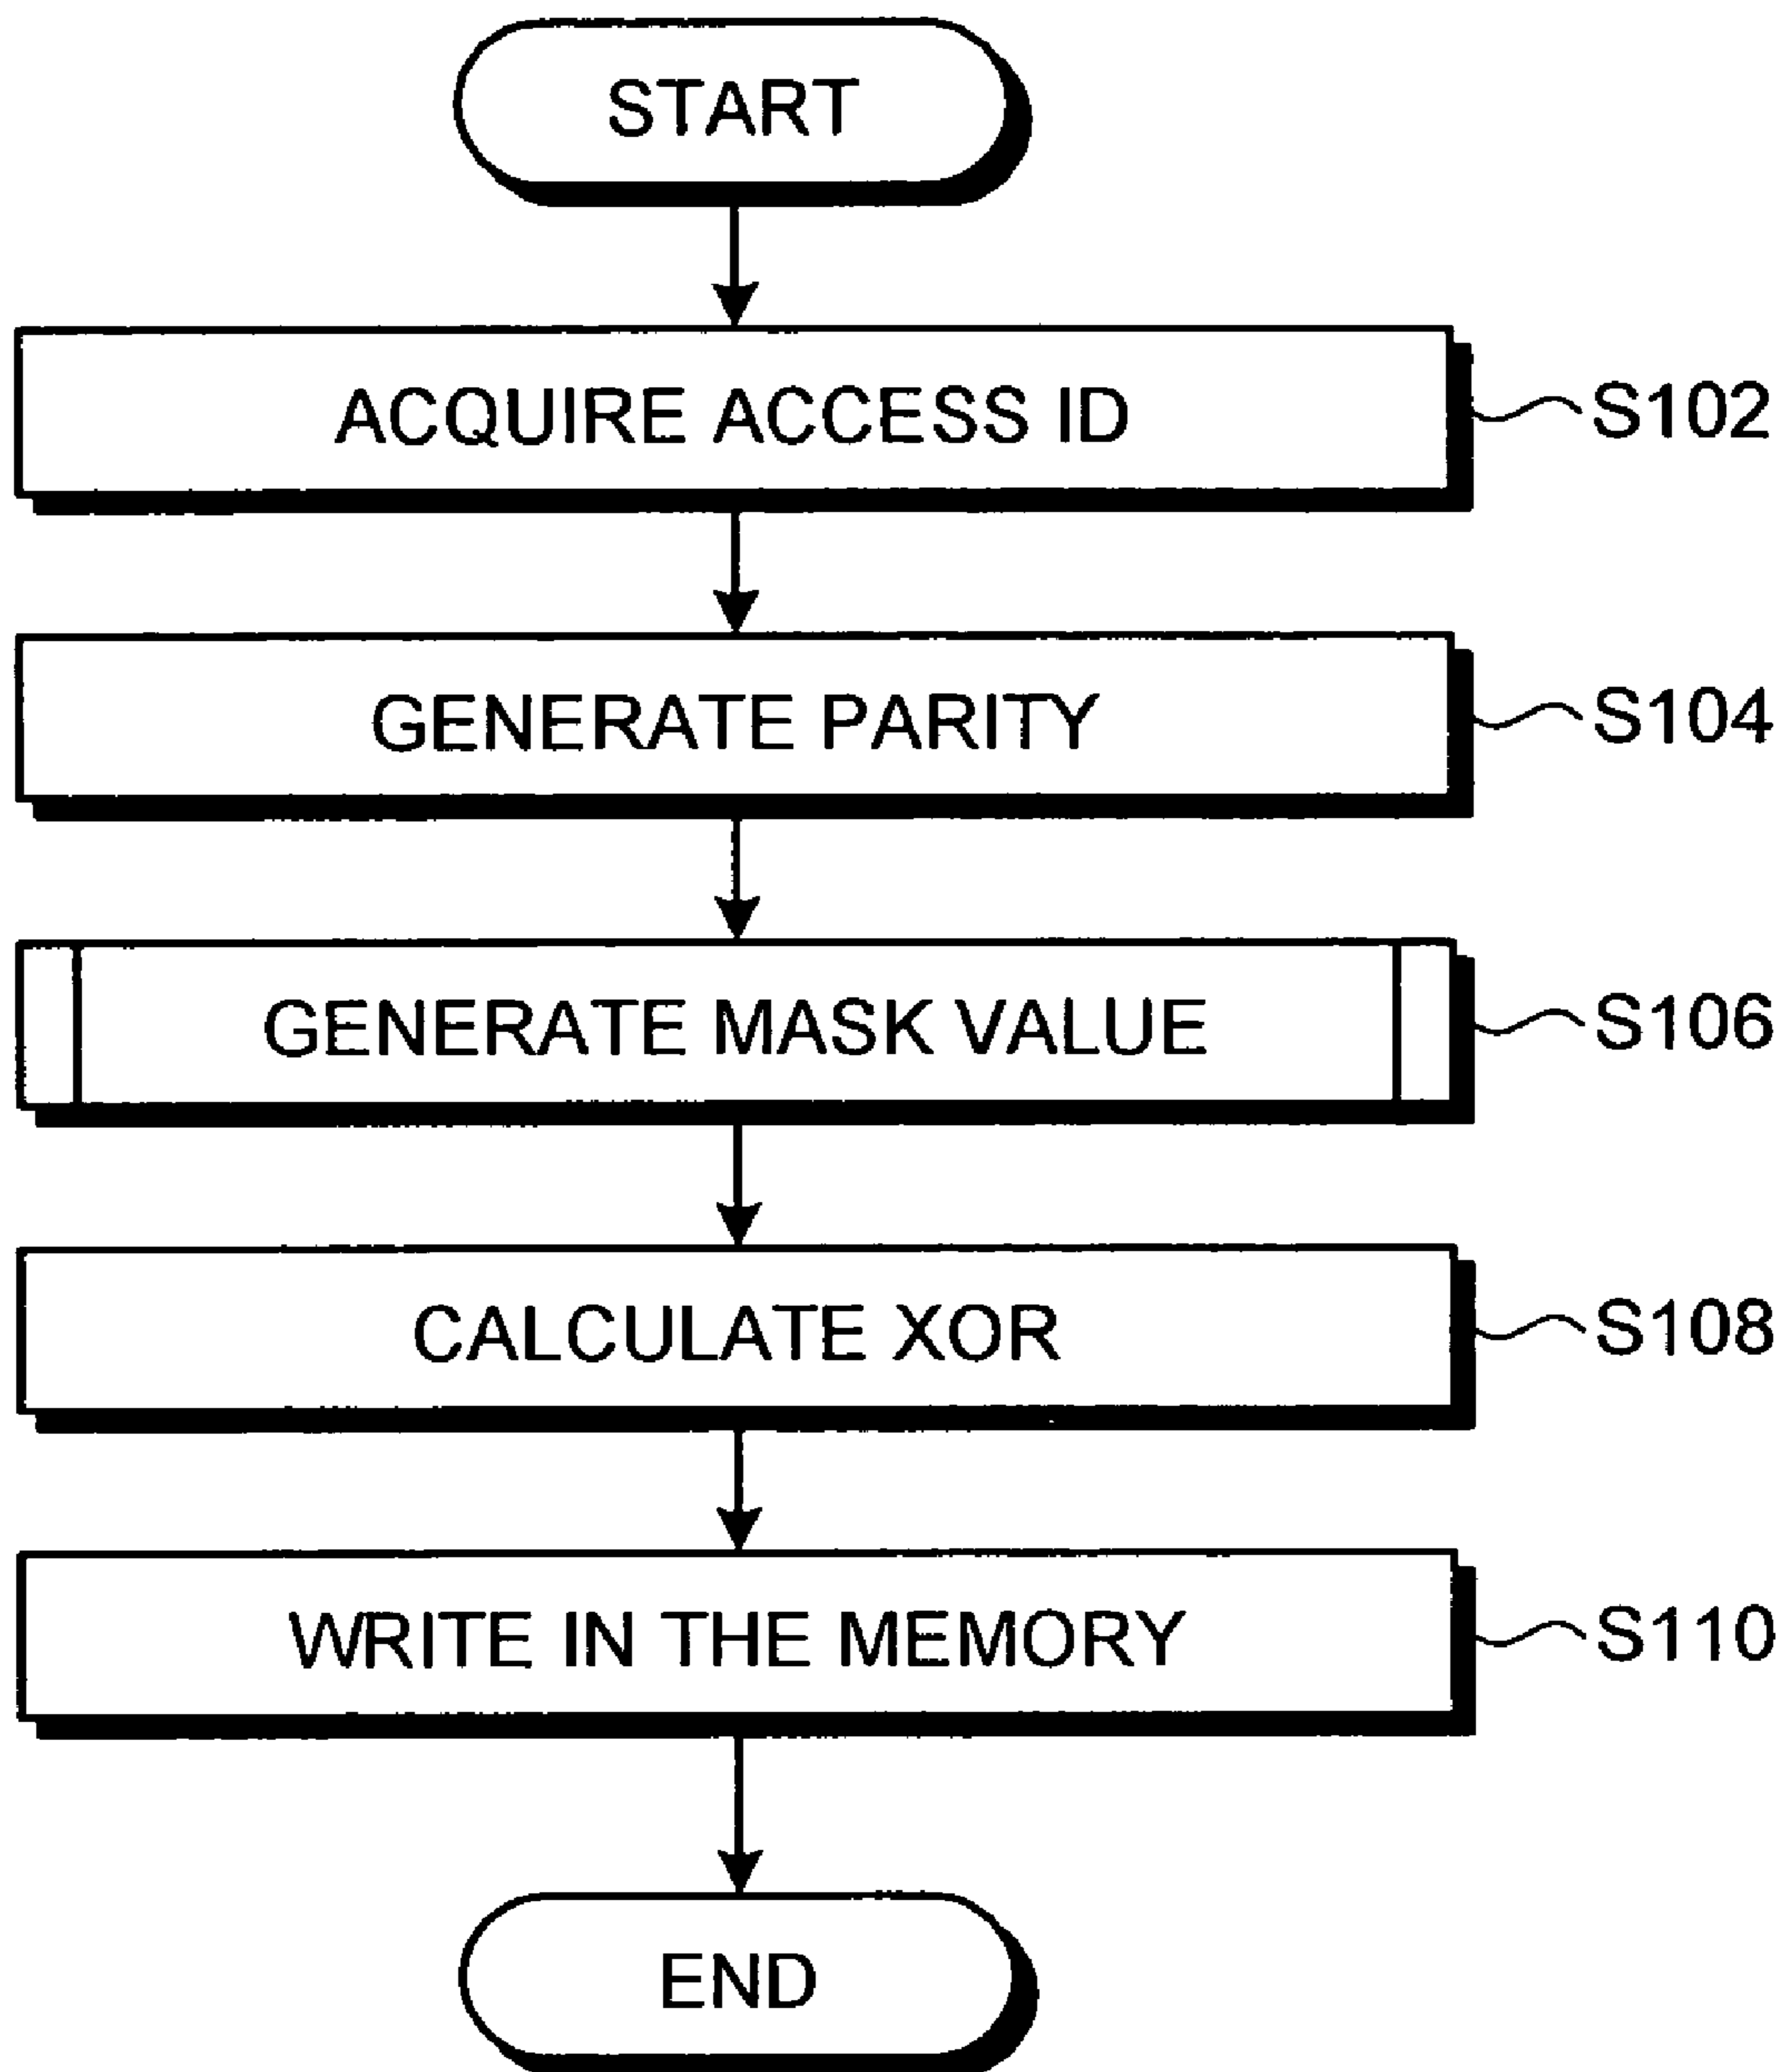 START
ACQUIRE ACCESS ID S102
GENERATE PARITY S104
GENERATE MASK VALUE S106
CALCULATE XOR S108
WRITE IN THE MEMORY S110
END